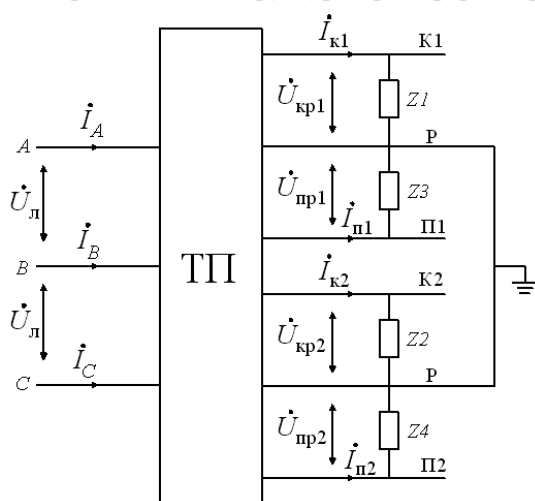 İк1 К1
U̇кр1 Z1
İA
A Р
U̇л U̇пр1 Z3
İп1 П1
İB İк2 К2
B ТП
U̇л U̇кр2 Z2
İC
C Р
U̇пр2 Z4
İп2 П2